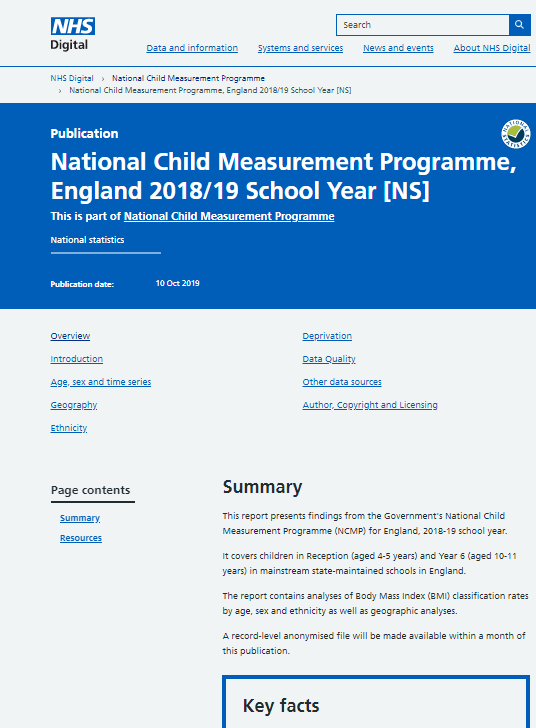 NHS
Digital
Search
Data and information
Systems and services
News and events
About NHS Digital
NHS Digital › National Child Measurement Programme
› National Child Measurement Programme, England 2018/19 School Year [NS]
NATIONAL STATISTICS
Publication
National Child Measurement Programme,
England 2018/19 School Year [NS]
This is part of National Child Measurement Programme
National statistics
Publication date: 10 Oct 2019
Overview
Introduction
Age, sex and time series
Geography
Ethnicity
Deprivation
Data Quality
Other data sources
Author, Copyright and Licensing
Page contents
Summary
Resources
Summary
This report presents findings from the Government's National Child
Measurement Programme (NCMP) for England, 2018-19 school year.
It covers children in Reception (aged 4-5 years) and Year 6 (aged 10-11
years) in mainstream state-maintained schools in England.
The report contains analyses of Body Mass Index (BMI) classification rates
by age, sex and ethnicity as well as geographic analyses.
A record-level anonymised file will be made available within a month of
this publication.
Key facts